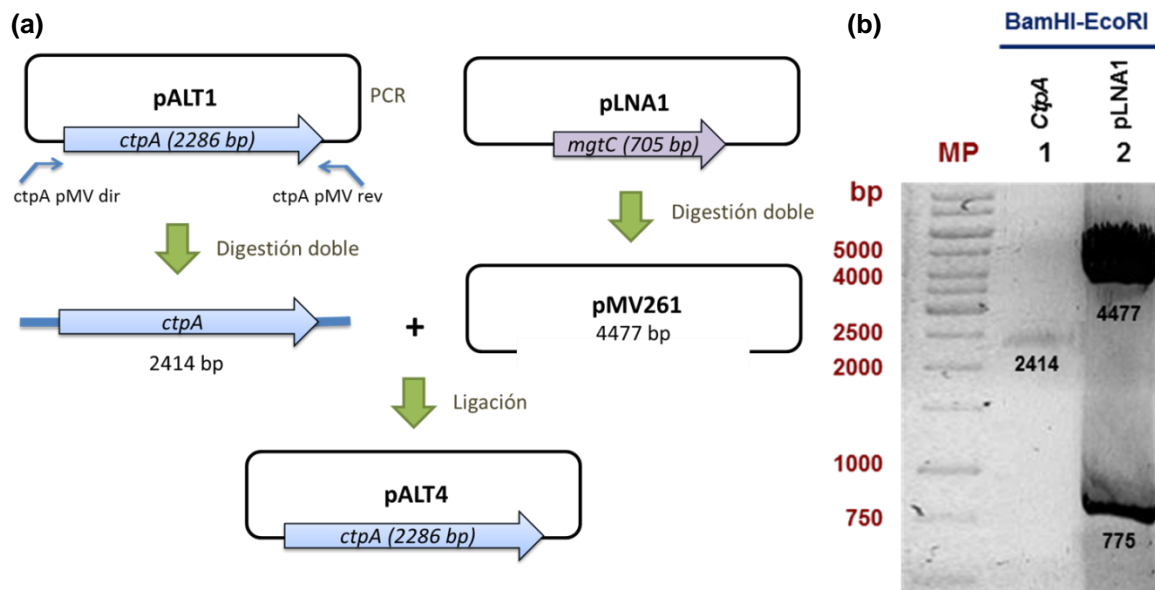 (a)
pALT1
PCR
ctpA (2286 bp)
ctpA pMV dir
ctpA pMV rev
Digestión doble
pLNA1
mgtC (705 bp)
Digestión doble
ctpA
2414 bp
+
pMV261
4477 bp
Ligación
pALT4
ctpA (2286 bp)
(b)
BamHI-EcoRI
CtpA
pLNA1
MP 1 2
bp
5000
4000
4477
2500
2414
2000
1000
750
775